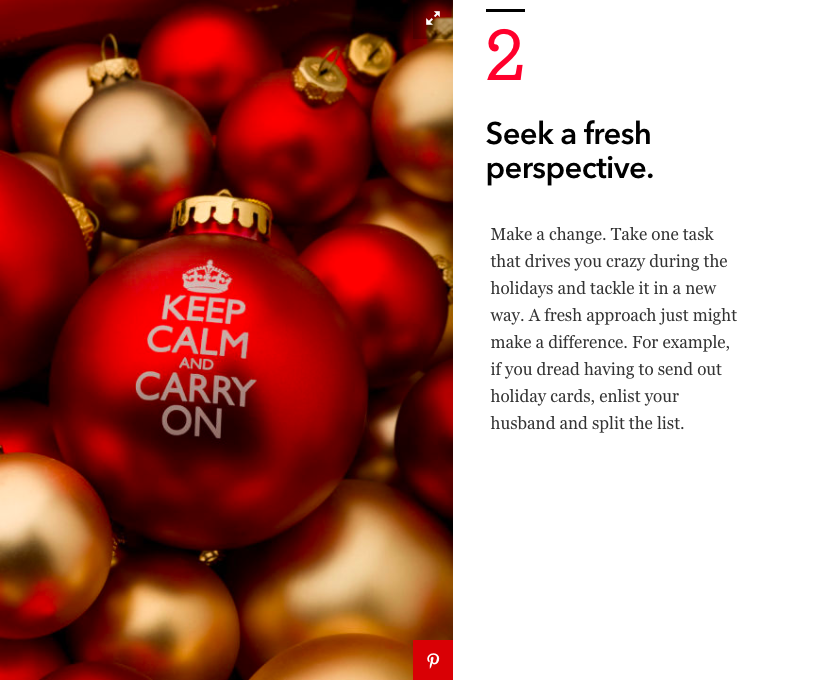 KEEP
CALM
AND
CARRY
ON
2
Seek a fresh
perspective.
Make a change. Take one task
that drives you crazy during the
holidays and tackle it in a new
way. A fresh approach just might
make a difference. For example,
if you dread having to send out
holiday cards, enlist your
husband and split the list.